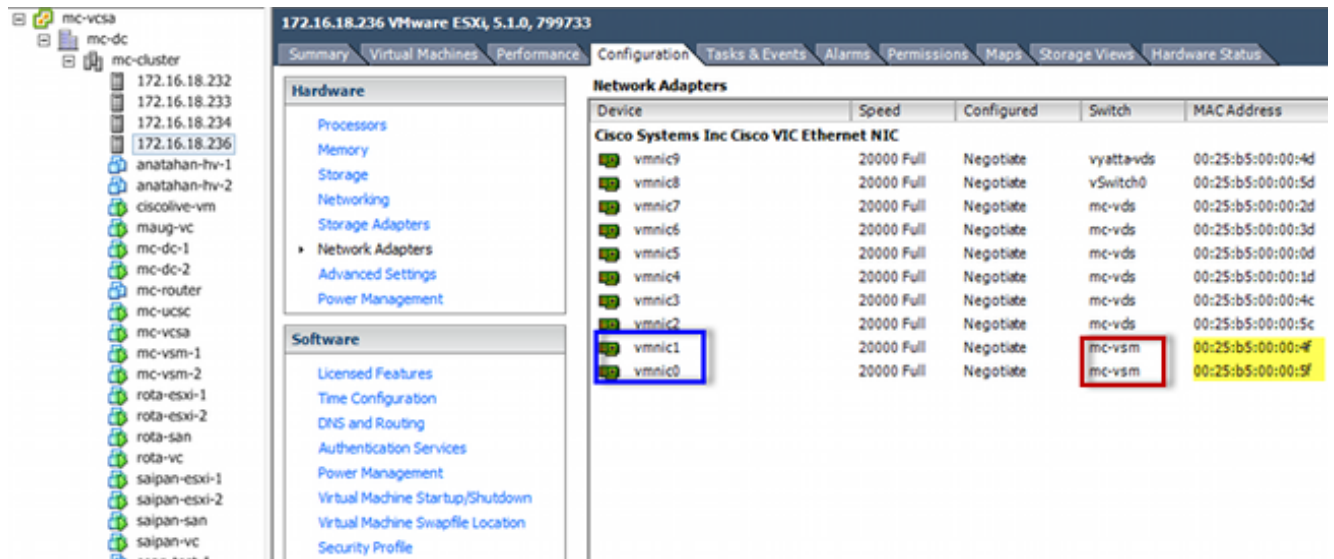 mc-vcsa
mc-dc
mc-cluster
172.16.18.232
172.16.18.233
172.16.18.234
172.16.18.236
anatahan-hv-1
anatahan-hv-2
ciscolive-vm
maug-vc
mc-dc-1
mc-dc-2
mc-router
mc-ucsc
mc-vcsa
mc-vsm-1
mc-vsm-2
rota-esxi-1
rota-esxi-2
rota-san
rota-vc
saipan-esxi-1
saipan-esxi-2
saipan-san
saipan-vc
172.16.18.236 VMware ESXi, 5.1.0, 799733
Summary Virtual Machines Performance Configuration Tasks & Events Alarms Permissions Maps Storage Views Hardware Status
Hardware
Processors
Memory
Storage
Networking
Storage Adapters
Network Adapters
Advanced Settings
Power Management
Software
Licensed Features
Time Configuration
DNS and Routing
Authentication Services
Power Management
Virtual Machine Startup/Shutdown
Virtual Machine Swapfile Location
Security Profile
Network Adapters
Device Speed Configured Switch MAC Address
Cisco Systems Inc Cisco VIC Ethernet NIC
vmnic9 20000 Full Negotiate vyatta-vds 00:25:b5:00:00:4d
vmnic8 20000 Full Negotiate vSwitch0 00:25:b5:00:00:5d
vmnic7 20000 Full Negotiate mc-vds 00:25:b5:00:00:2d
vmnic6 20000 Full Negotiate mc-vds 00:25:b5:00:00:3d
vmnic5 20000 Full Negotiate mc-vds 00:25:b5:00:00:0d
vmnic4 20000 Full Negotiate mc-vds 00:25:b5:00:00:1d
vmnic3 20000 Full Negotiate mc-vds 00:25:b5:00:00:4c
vmnic2 20000 Full Negotiate mc-vds 00:25:b5:00:00:5c
vmnic1 20000 Full Negotiate mc-vsm 00:25:b5:00:00:4f
vmnic0 20000 Full Negotiate mc-vsm 00:25:b5:00:00:5f